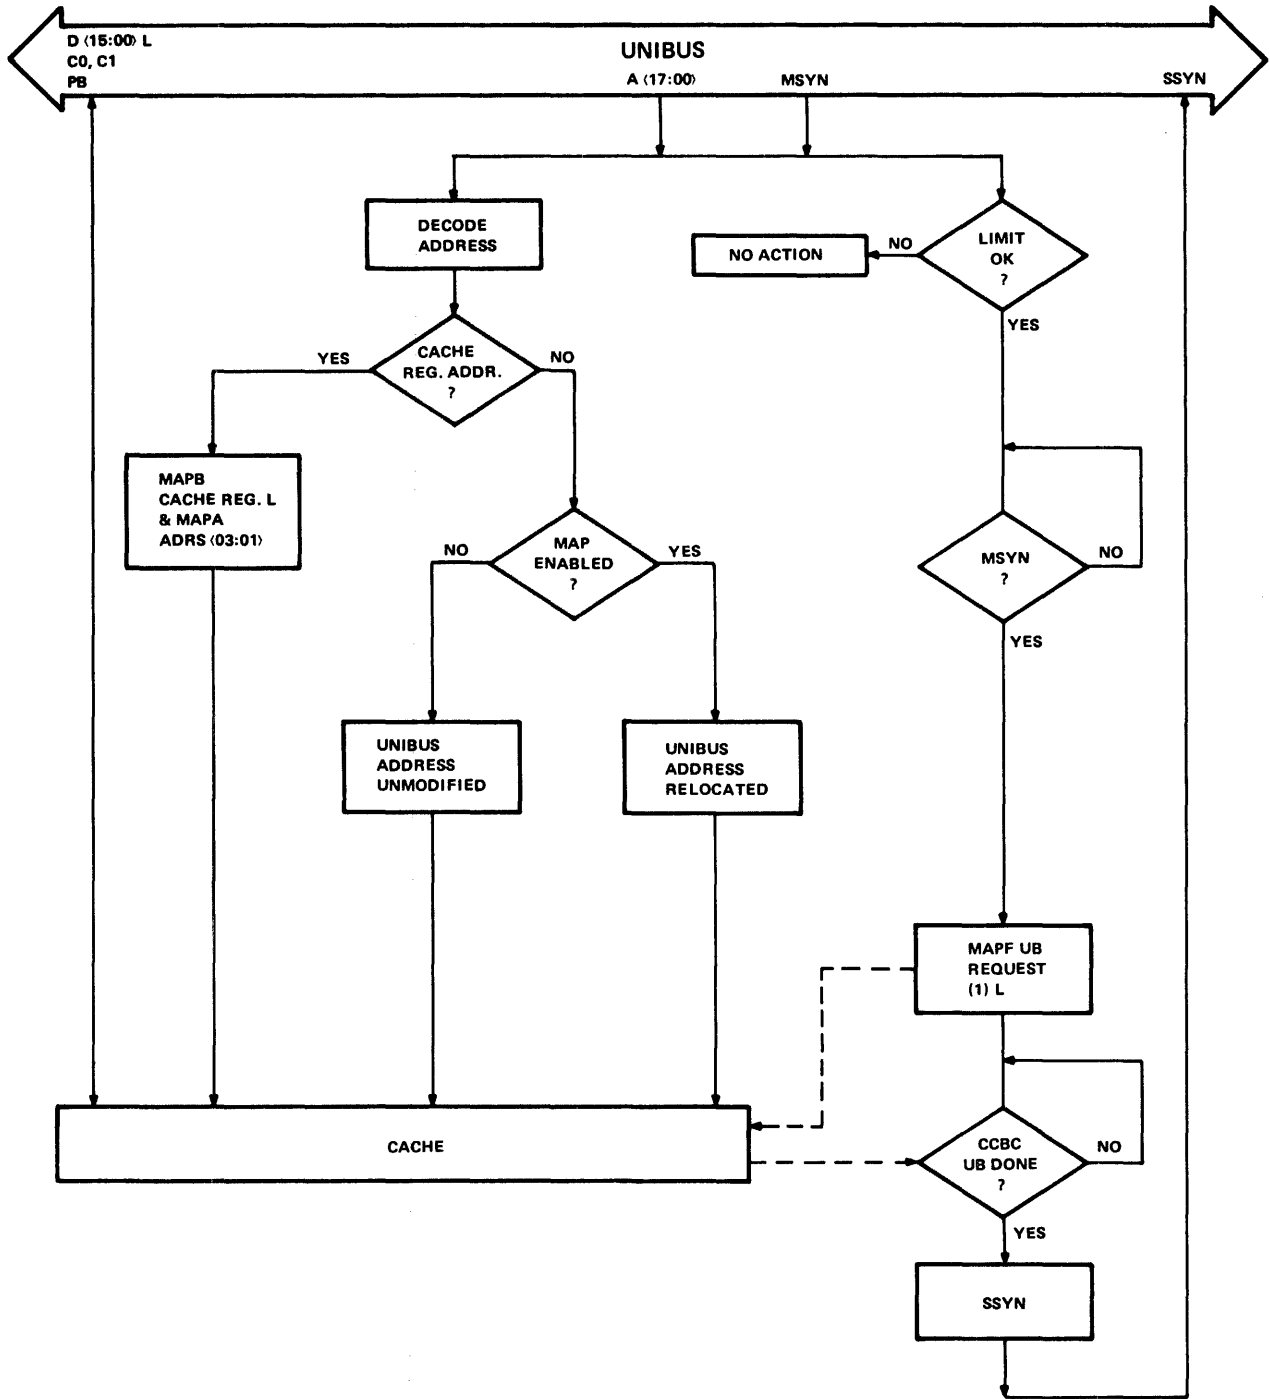 D ⟨15:00⟩ L
C0, C1
PB
UNIBUS
A ⟨17:00⟩
MSYN
SSYN
DECODE
ADDRESS
NO ACTION
NO
LIMIT
OK
?
YES
YES
CACHE
REG. ADDR.
?
NO
MAPB
CACHE REG. L
& MAPA
ADRS ⟨03:01⟩
NO
MAP
ENABLED
?
YES
MSYN
?
NO
YES
UNIBUS
ADDRESS
UNMODIFIED
UNIBUS
ADDRESS
RELOCATED
MAPF UB
REQUEST
(1) L
CACHE
CCBC
UB DONE
?
NO
YES
SSYN